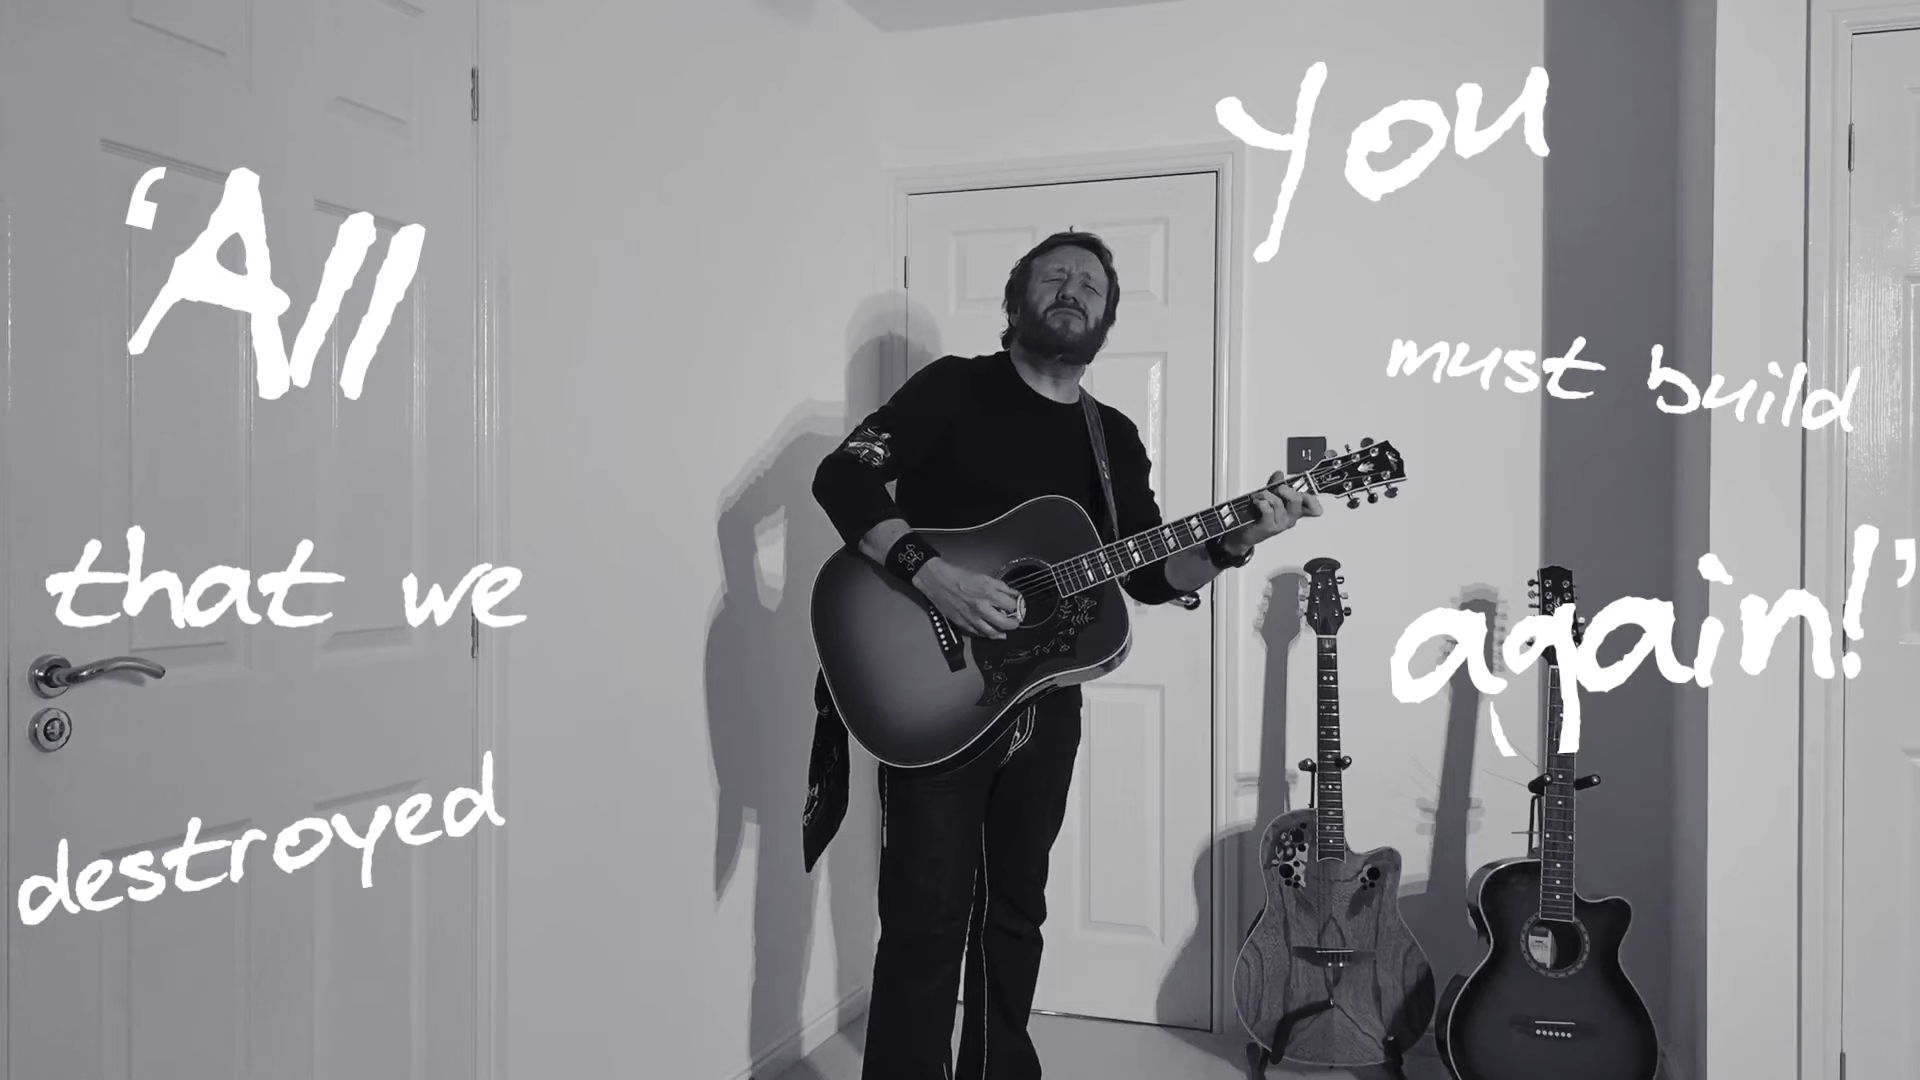 ‘All
that we
destroyed
you
must build
again!’